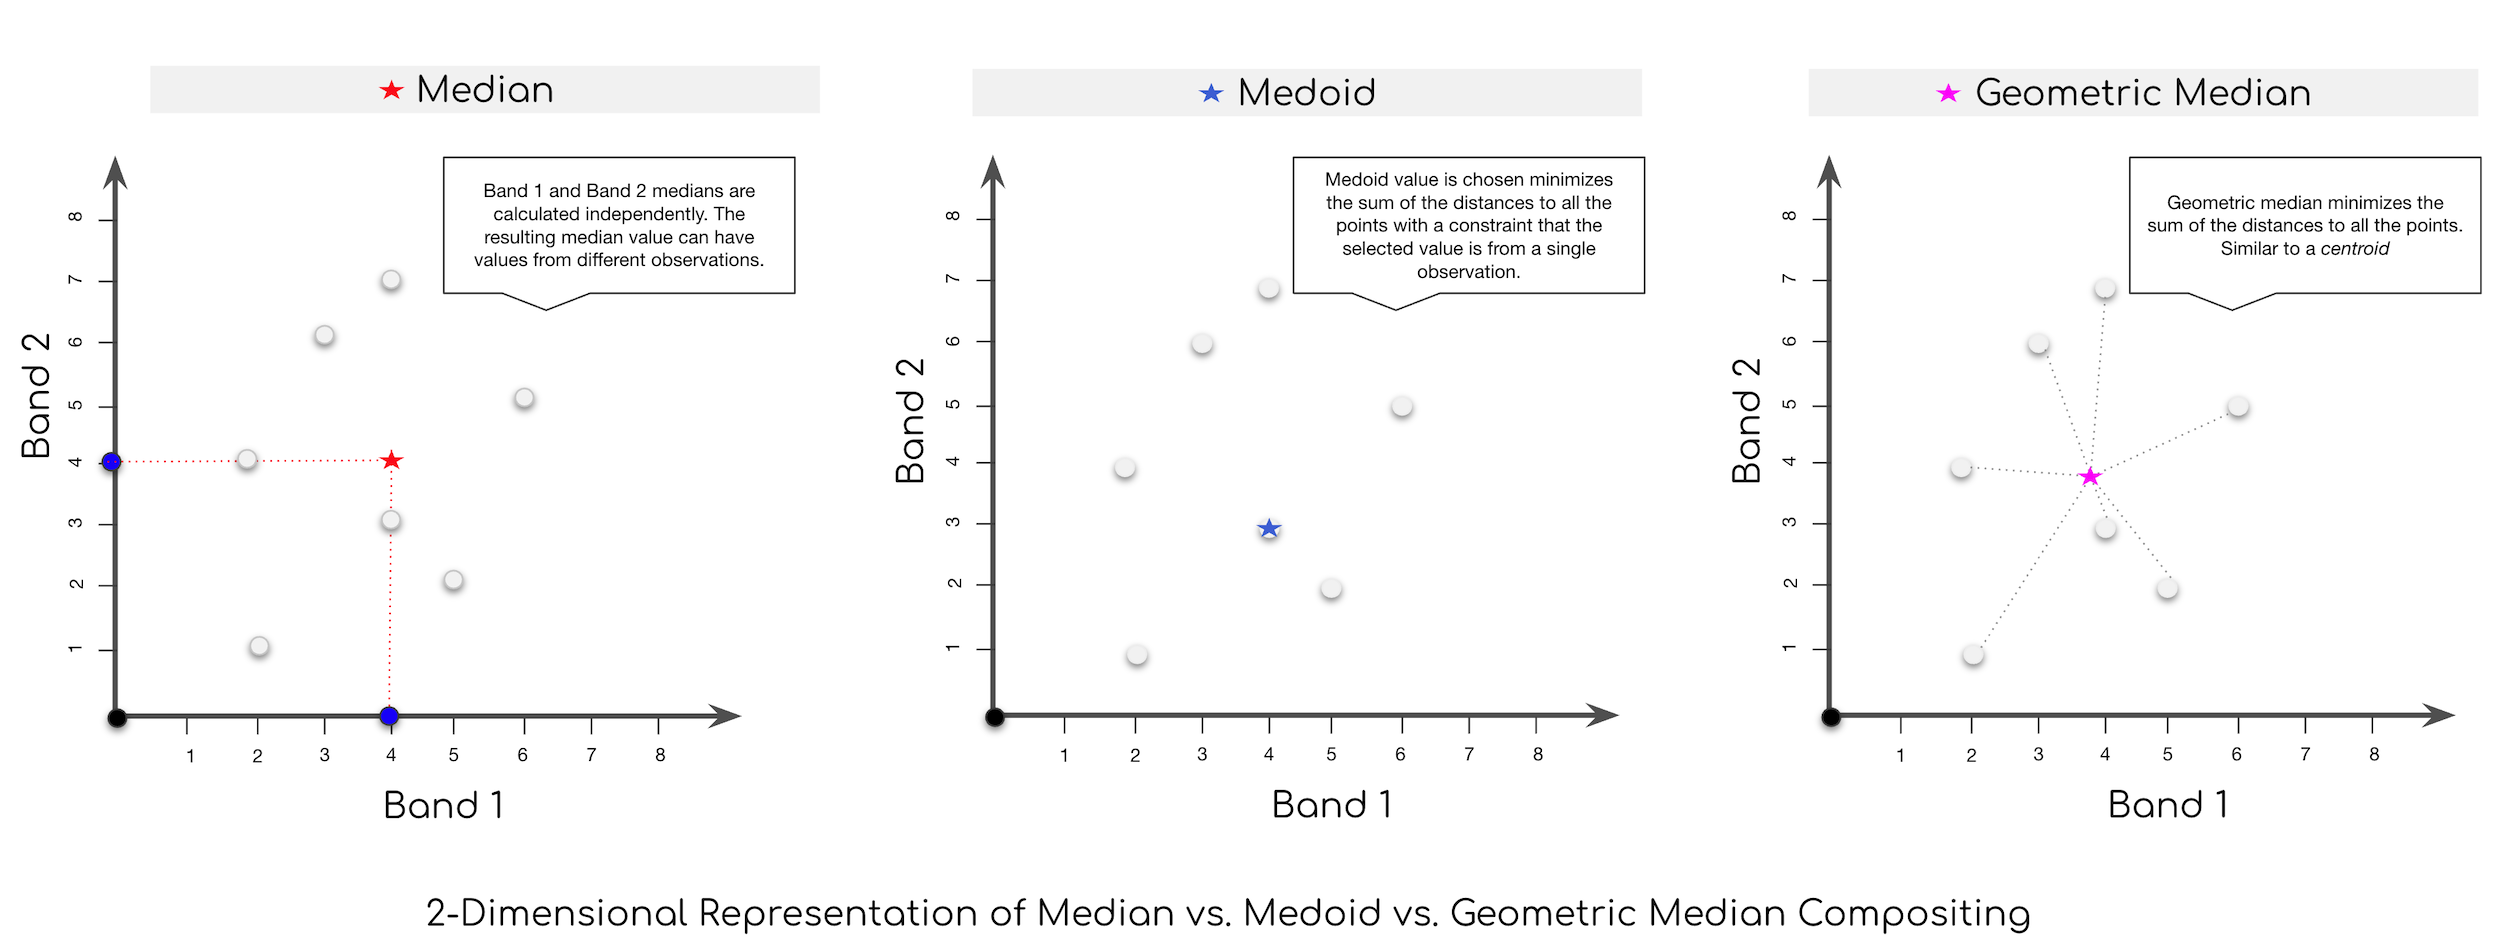 Median
Band 1 and Band 2 medians are
calculated independently. The
resulting median value can have
values from different observations.
Band 2
8
7
6
5
4
3
2
1
1 2 3 4 5 6 7 8
Band 1
Medoid
Medoid value is chosen minimizes
the sum of the distances to all the
points with a constraint that the
selected value is from a single
observation.
Band 2
8
7
6
5
4
3
2
1
1 2 3 4 5 6 7 8
Band 1
Geometric Median
Geometric median minimizes the
sum of the distances to all the points.
Similar to a centroid
Band 2
8
7
6
5
4
3
2
1
1 2 3 4 5 6 7 8
Band 1
2-Dimensional Representation of Median vs. Medoid vs. Geometric Median Compositing